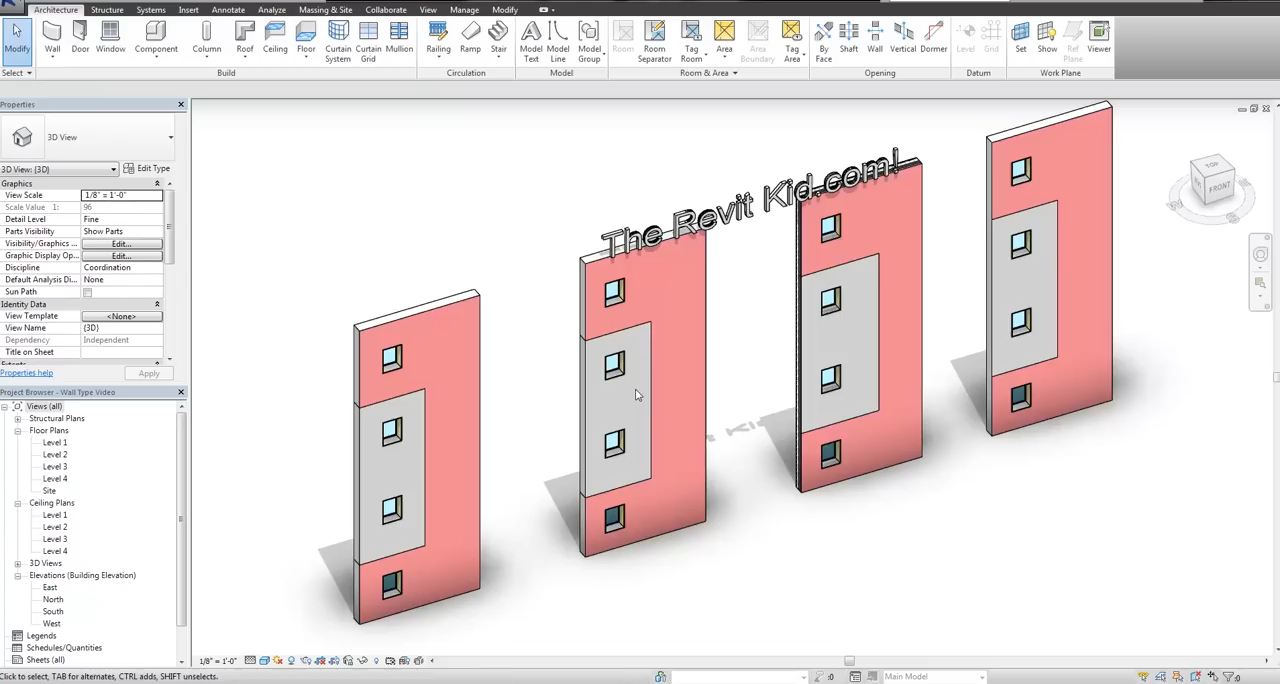 Architecture Structure Systems Insert Annotate Analyze Massing & Site Collaborate View Manage Modify
Modify Wall Door Window Component Column Roof Ceiling Floor Curtain System Curtain Grid Mullion Railing Ramp Stair Model Text Model Line Model Group Room Room Separator Tag Room Area Area Boundary Tag Area By Face Shaft Wall Vertical Dormer Level Grid Set Show Ref Plane Viewer
Select Build Circulation Model Room & Area Opening Datum Work Plane
Properties
3D View
3D View: {3D} Edit Type
Graphics
View Scale 1/8" = 1'-0"
Scale Value 1: 96
Detail Level Fine
Parts Visibility Show Parts
Visibility/Graphics ... Edit...
Graphic Display Op... Edit...
Discipline Coordination
Default Analysis Di... None
Sun Path
Identity Data
View Template <None>
View Name {3D}
Dependency Independent
Title on Sheet
Properties help Apply
Project Browser - Wall Type Video
Views (all)
Structural Plans
Floor Plans
Level 1
Level 2
Level 3
Level 4
Site
Ceiling Plans
Level 1
Level 2
Level 3
Level 4
3D Views
Elevations (Building Elevation)
East
North
South
West
Legends
Schedules/Quantities
Sheets (all)
The Revit Kid.com!
TOP
FRONT
1/8" = 1'-0"
Click to select, TAB for alternates, CTRL adds, SHIFT unselects. :0 Main Model :0